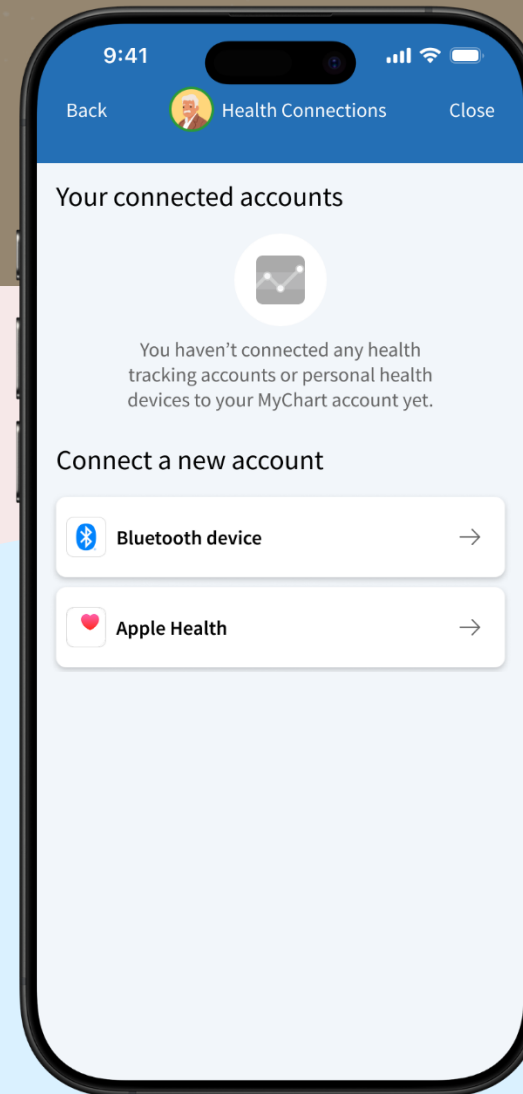 9:41
Back
Health Connections
Close
Your connected accounts
You haven’t connected any health
tracking accounts or personal health
devices to your MyChart account yet.
Connect a new account
Bluetooth device
Apple Health